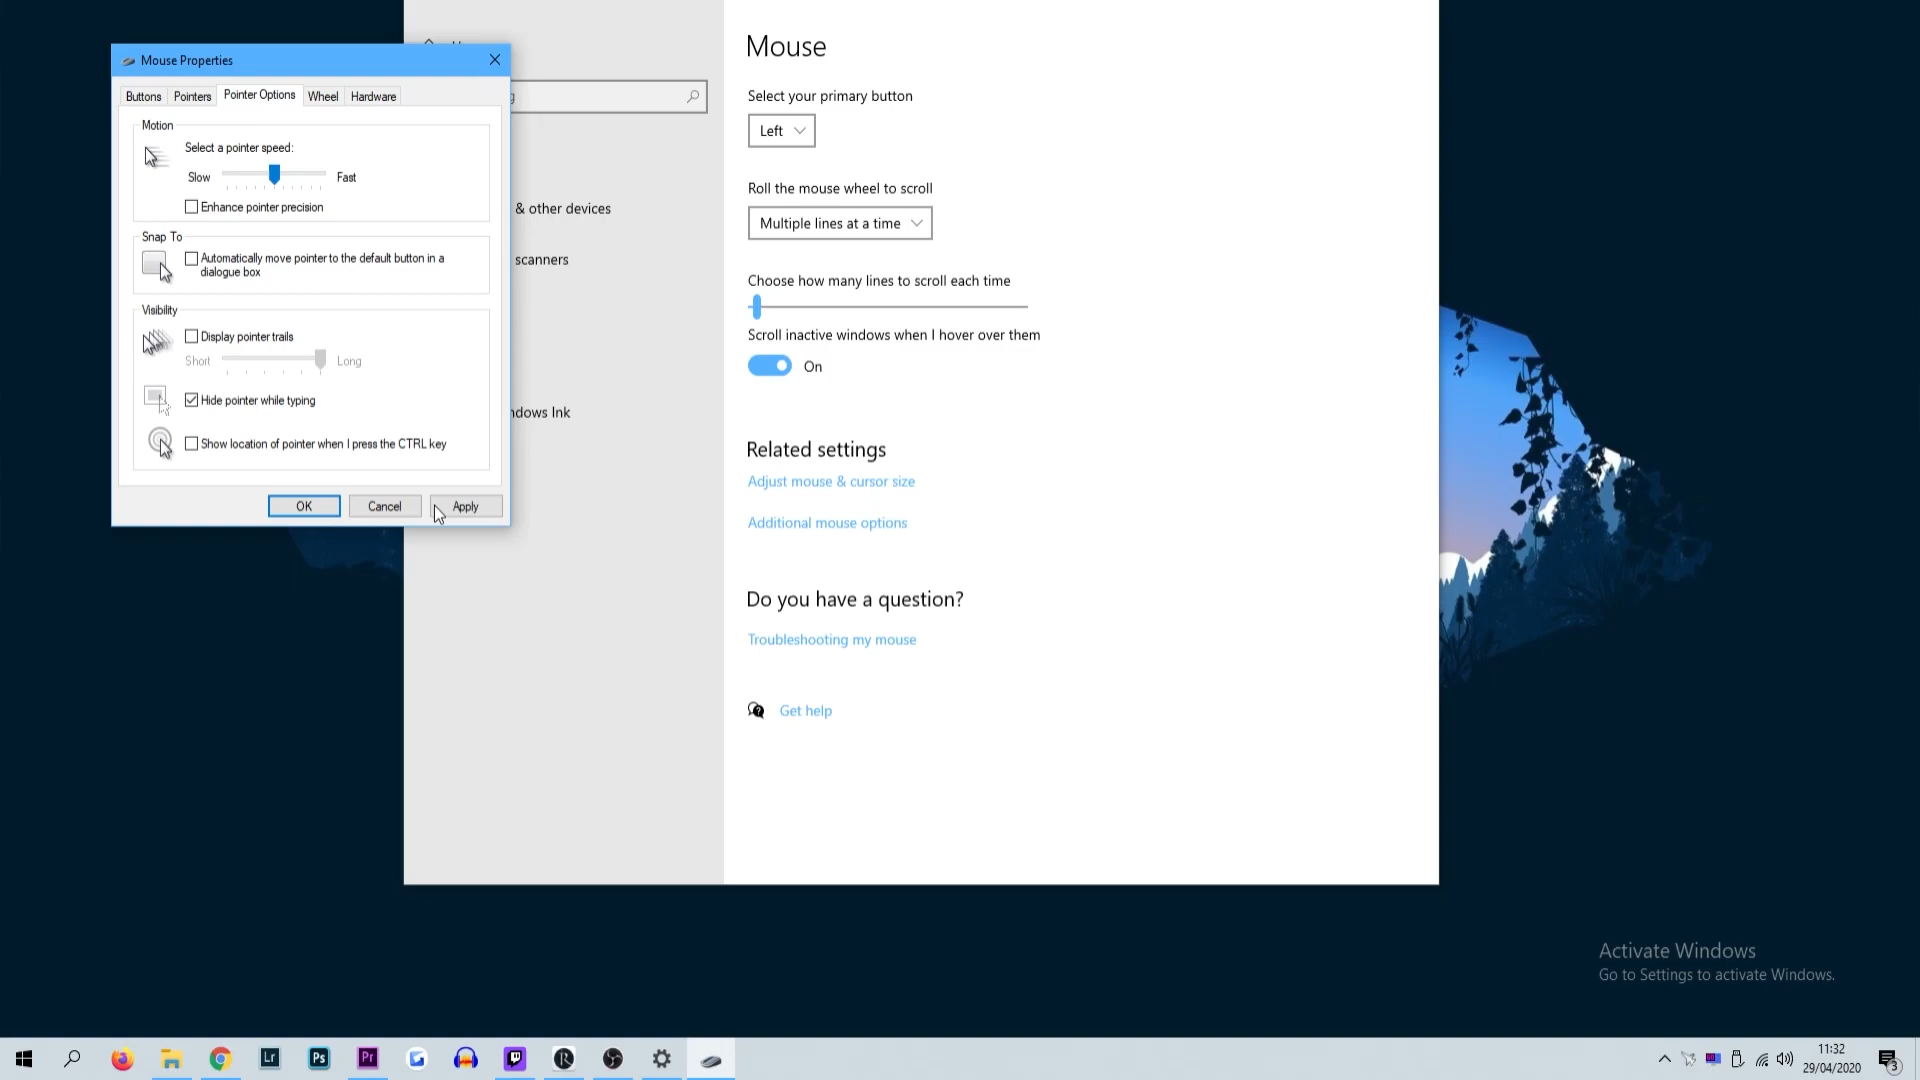 Mouse Properties
Buttons
Pointers
Pointer Options
Wheel
Hardware
Motion
Select a pointer speed:
Slow
Fast
Enhance pointer precision
Snap To
Automatically move pointer to the default button in a
dialogue box
Visibility
Display pointer trails
Short
Long
Hide pointer while typing
Show location of pointer when I press the CTRL key
OK
Cancel
Apply
& other devices
scanners
Ink
Mouse
Select your primary button
Left
Roll the mouse wheel to scroll
Multiple lines at a time
Choose how many lines to scroll each time
Scroll inactive windows when I hover over them
On
Related settings
Adjust mouse & cursor size
Additional mouse options
Do you have a question?
Troubleshooting my mouse
Get help
Activate Windows
Go to Settings to activate Windows.
Lr
Ps
Pr
R
11:32
29/04/2020
3